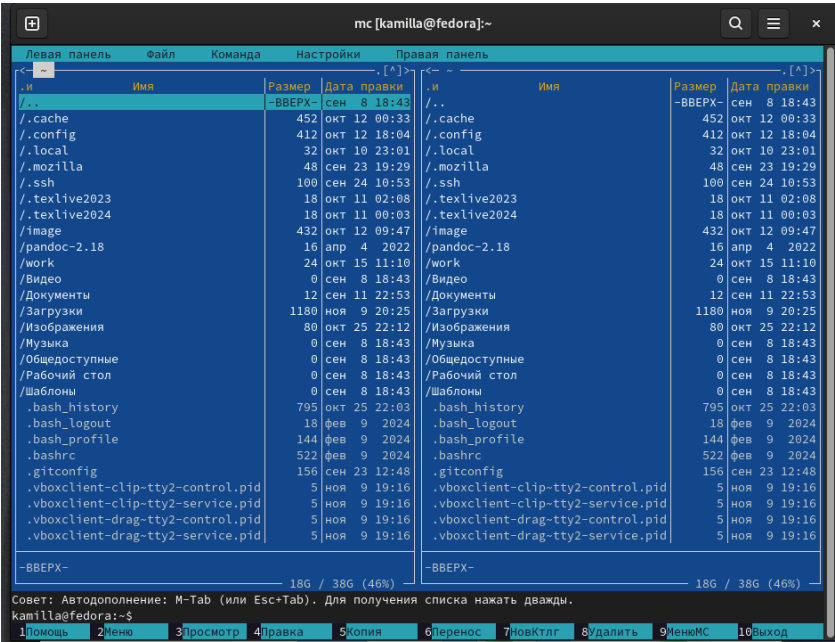 mc [kamilla@fedora]:~
Левая панель Файл Команда Настройки Правая панель
<— ~ .[^]> <— ~ .[^]>
.и Имя Размер Дата правки .и Имя Размер Дата правки
/.. -ВВЕРХ- сен 8 18:43 /.. -ВВЕРХ- сен 8 18:43
/.cache 452 окт 12 00:33 /.cache 452 окт 12 00:33
/.config 412 окт 12 18:04 /.config 412 окт 12 18:04
/.local 32 окт 10 23:01 /.local 32 окт 10 23:01
/.mozilla 48 сен 23 19:29 /.mozilla 48 сен 23 19:29
/.ssh 100 сен 24 10:53 /.ssh 100 сен 24 10:53
/.texlive2023 18 окт 11 02:08 /.texlive2023 18 окт 11 02:08
/.texlive2024 18 окт 11 00:03 /.texlive2024 18 окт 11 00:03
/image 432 окт 12 09:47 /image 432 окт 12 09:47
/pandoc-2.18 16 апр 4 2022 /pandoc-2.18 16 апр 4 2022
/work 24 окт 15 11:10 /work 24 окт 15 11:10
/Видео 0 сен 8 18:43 /Видео 0 сен 8 18:43
/Документы 12 сен 11 22:53 /Документы 12 сен 11 22:53
/Загрузки 1180 ноя 9 20:25 /Загрузки 1180 ноя 9 20:25
/Изображения 80 окт 25 22:12 /Изображения 80 окт 25 22:12
/Музыка 0 сен 8 18:43 /Музыка 0 сен 8 18:43
/Общедоступные 0 сен 8 18:43 /Общедоступные 0 сен 8 18:43
/Рабочий стол 0 сен 8 18:43 /Рабочий стол 0 сен 8 18:43
/Шаблоны 0 сен 8 18:43 /Шаблоны 0 сен 8 18:43
.bash_history 795 окт 25 22:03 .bash_history 795 окт 25 22:03
.bash_logout 18 фев 9 2024 .bash_logout 18 фев 9 2024
.bash_profile 144 фев 9 2024 .bash_profile 144 фев 9 2024
.bashrc 522 фев 9 2024 .bashrc 522 фев 9 2024
.gitconfig 156 сен 23 12:48 .gitconfig 156 сен 23 12:48
.vboxclient-clip~tty2-control.pid 5 ноя 9 19:16 .vboxclient-clip~tty2-control.pid 5 ноя 9 19:16
.vboxclient-clip~tty2-service.pid 5 ноя 9 19:16 .vboxclient-clip~tty2-service.pid 5 ноя 9 19:16
.vboxclient-drag~tty2-control.pid 5 ноя 9 19:16 .vboxclient-drag~tty2-control.pid 5 ноя 9 19:16
.vboxclient-drag~tty2-service.pid 5 ноя 9 19:16 .vboxclient-drag~tty2-service.pid 5 ноя 9 19:16
-ВВЕРХ- -ВВЕРХ-
18G / 38G (46%) 18G / 38G (46%)
Совет: Автодополнение: M-Tab (или Esc+Tab). Для получения списка нажать дважды.
kamilla@fedora:~$
1Помощь 2Меню 3Просмотр 4Правка 5Копия 6Перенос 7НовКтлг 8Удалить 9МенюМС 10Выход